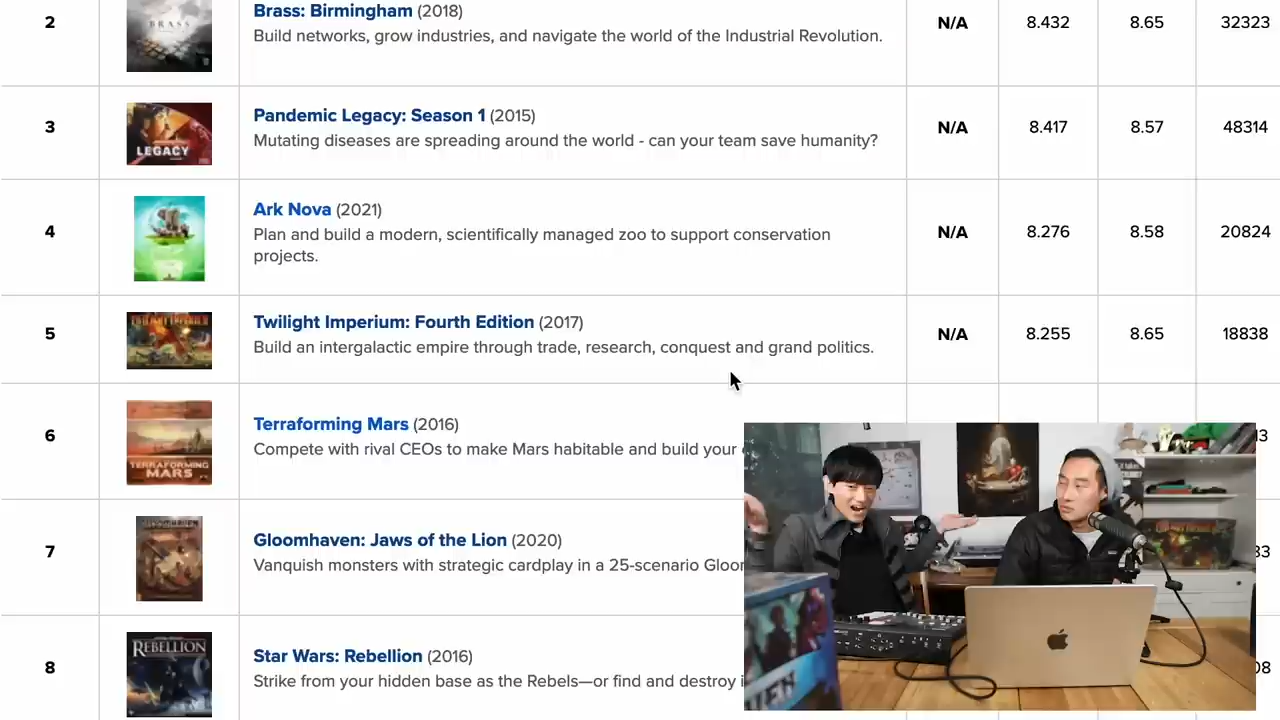 2
BRASS
Brass: Birmingham (2018)
Build networks, grow industries, and navigate the world of the Industrial Revolution.
N/A
8.432
8.65
32323
3
LEGACY
Pandemic Legacy: Season 1 (2015)
Mutating diseases are spreading around the world - can your team save humanity?
N/A
8.417
8.57
48314
4
Ark Nova (2021)
Plan and build a modern, scientifically managed zoo to support conservation
projects.
N/A
8.276
8.58
20824
5
TWILIGHT IMPERIUM
Twilight Imperium: Fourth Edition (2017)
Build an intergalactic empire through trade, research, conquest and grand politics.
N/A
8.255
8.65
18838
6
TERRAFORMING
MARS
Terraforming Mars (2016)
Compete with rival CEOs to make Mars habitable and build your
3
7
Gloomhaven: Jaws of the Lion (2020)
Vanquish monsters with strategic cardplay in a 25-scenario Gloom
33
8
REBELLION
Star Wars: Rebellion (2016)
Strike from your hidden base as the Rebels—or find and destroy
08